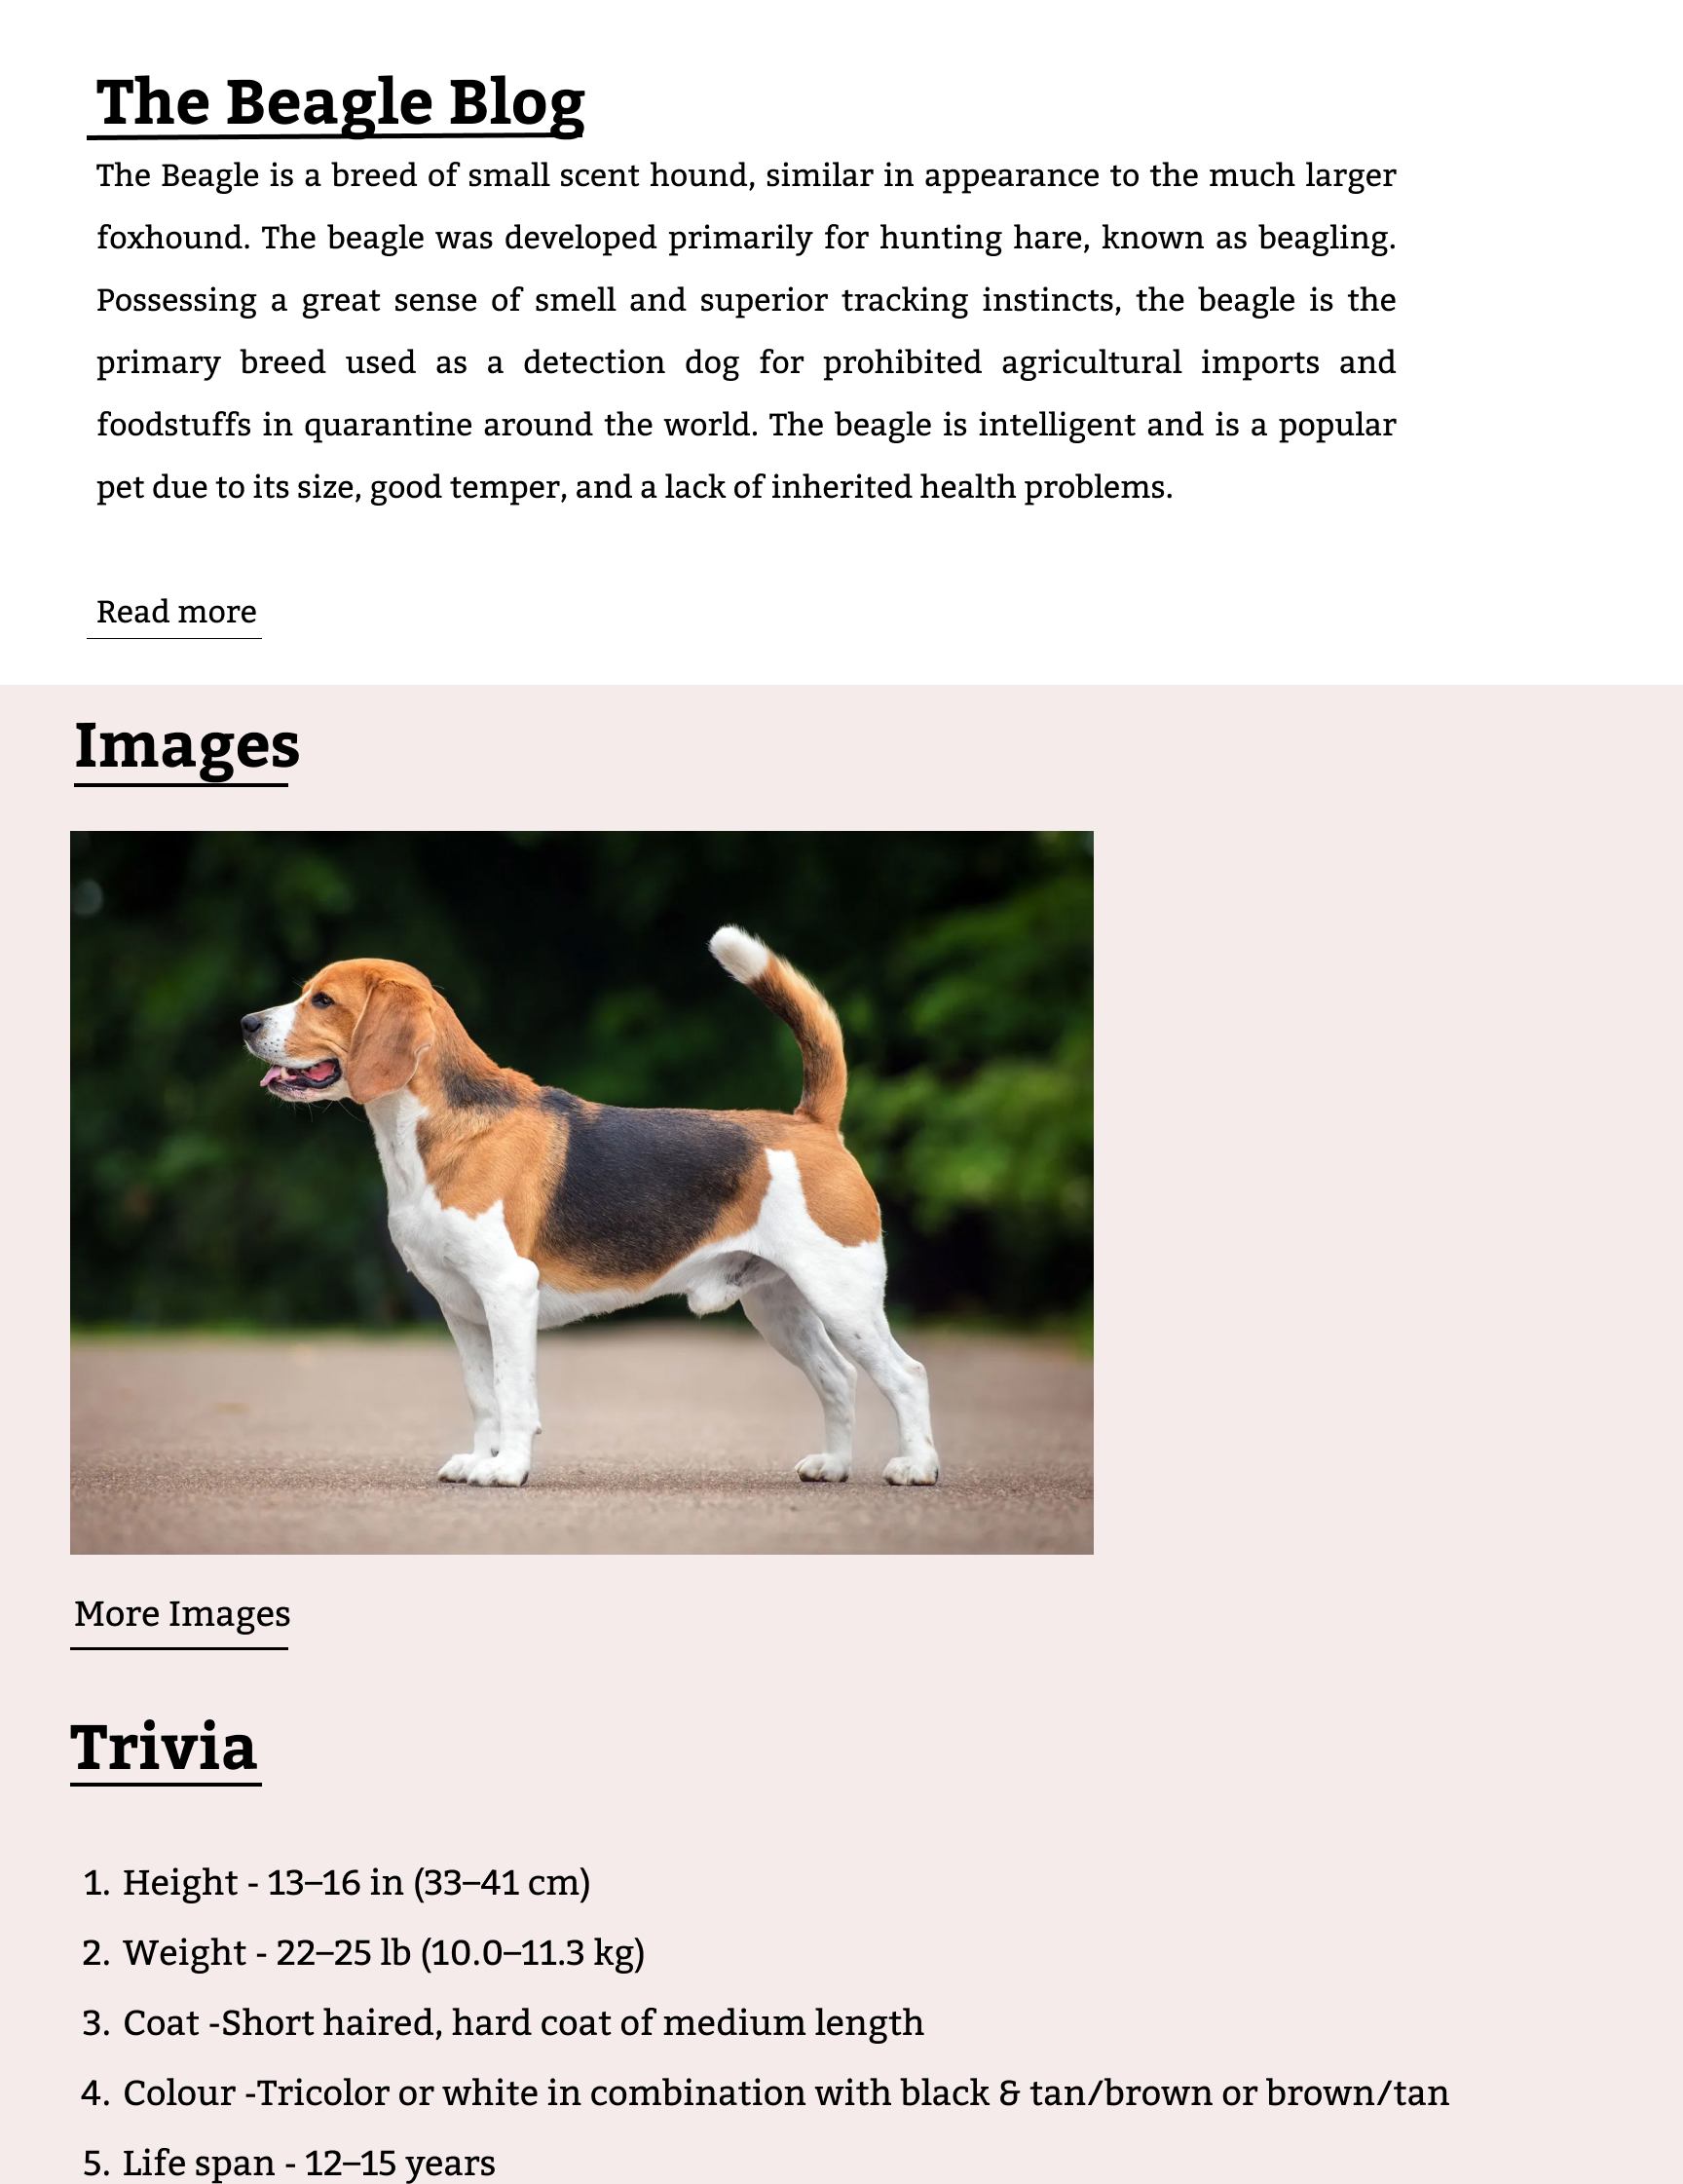 The Beagle Blog
The Beagle is a breed of small scent hound, similar in appearance to the much larger
foxhound. The beagle was developed primarily for hunting hare, known as beagling.
Possessing a great sense of smell and superior tracking instincts, the beagle is the
primary breed used as a detection dog for prohibited agricultural imports and
foodstuffs in quarantine around the world. The beagle is intelligent and is a popular
pet due to its size, good temper, and a lack of inherited health problems.
Read more
Images
More Images
Trivia
1. Height - 13–16 in (33–41 cm)
2. Weight - 22–25 lb (10.0–11.3 kg)
3. Coat -Short haired, hard coat of medium length
4. Colour -Tricolor or white in combination with black & tan/brown or brown/tan
5. Life span - 12–15 years